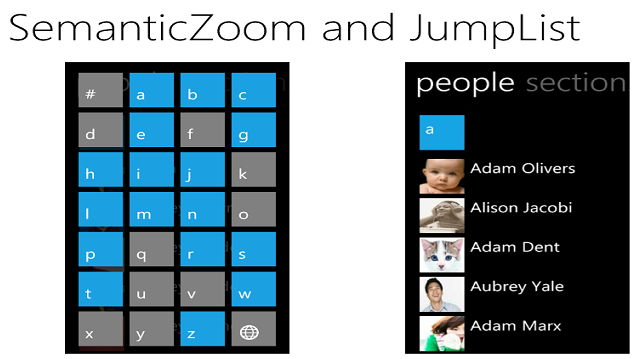 SemanticZoom and JumpList
# a b c
d e f g
h i j k
l m n o
p q r s
t u v w
x y z
people section
a
Adam Olivers
Alison Jacobi
Adam Dent
Aubrey Yale
Adam Marx